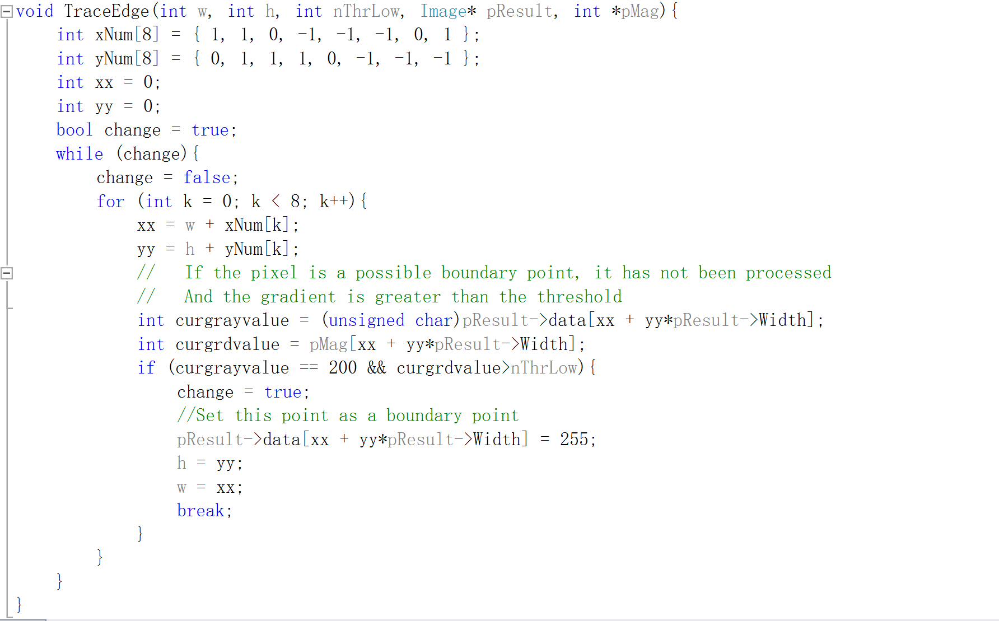 void TraceEdge(int w, int h, int nThrLow, Image* pResult, int *pMag){
    int xNum[8] = { 1, 1, 0, -1, -1, -1, 0, 1 };
    int yNum[8] = { 0, 1, 1, 1, 0, -1, -1, -1 };
    int xx = 0;
    int yy = 0;
    bool change = true;
    while (change){
        change = false;
        for (int k = 0; k < 8; k++){
            xx = w + xNum[k];
            yy = h + yNum[k];
            //   If the pixel is a possible boundary point, it has not been processed
            //   And the gradient is greater than the threshold
            int curgrayvalue = (unsigned char)pResult->data[xx + yy*pResult->Width];
            int curgrdvalue = pMag[xx + yy*pResult->Width];
            if (curgrayvalue == 200 && curgrdvalue>nThrLow){
                change = true;
                //Set this point as a boundary point
                pResult->data[xx + yy*pResult->Width] = 255;
                h = yy;
                w = xx;
                break;
            }
        }
    }
}